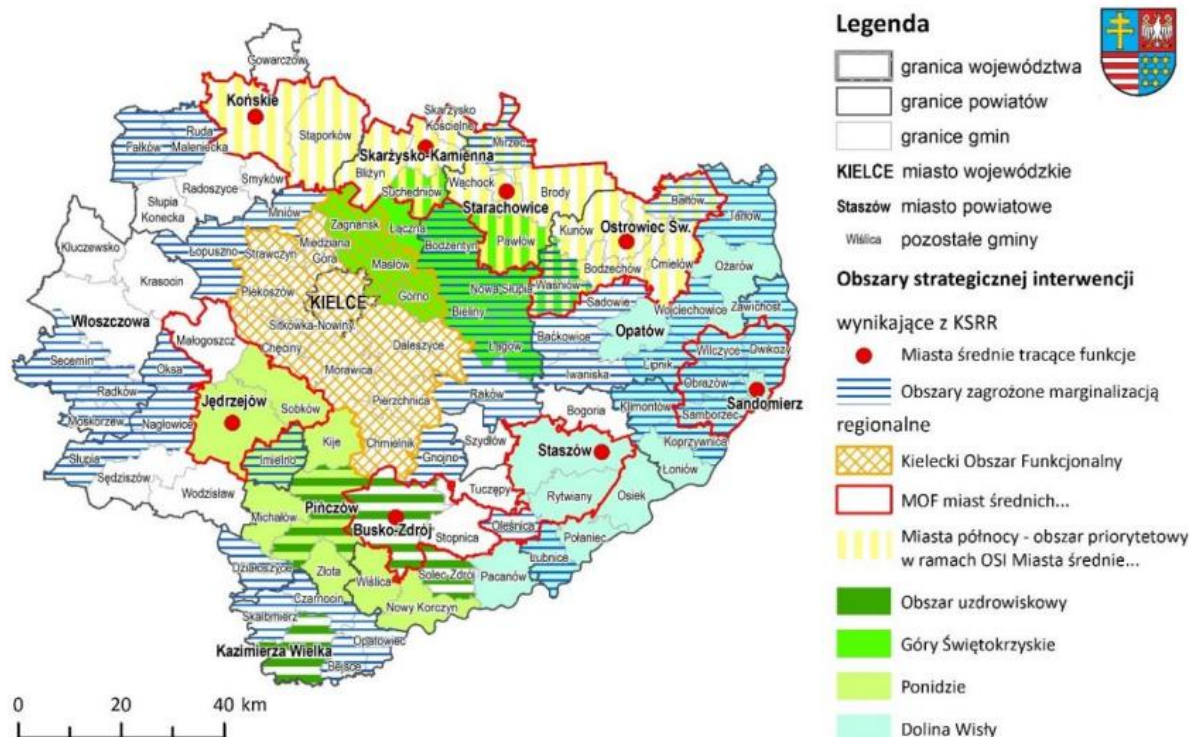 Legenda
granica województwa
granice powiatów
granice gmin
KIELCE miasto wojewódzkie
Staszów miasto powiatowe
Wiślica pozostałe gminy
Obszary strategicznej interwencji
wynikające z KSRR
Miasta średnie tracące funkcje
Obszary zagrożone marginalizacją
regionalne
Kielecki Obszar Funkcjonalny
MOF miast średnich...
Miasta północy - obszar priorytetowy
w ramach OSI Miasta średnie...
Obszar uzdrowiskowy
Góry Świętokrzyskie
Ponidzie
Dolina Wisły
Gowarczów
Końskie
Stąporków
Skarżysko
Kościelne
Ruda
Maleniecka
Fałków
Skarżysko-Kamienna
Mirzec
Bliżyn
Suchedniów
Wąchock
Brody
Starachowice
Smyków
Radoszyce
Słupia
Konecka
Mniów
Zagnańsk
Łączna
Bodzentyn
Pawłów
Kunów
Ostrowiec Św.
Bałtów
Tarłów
Kluczewsko
Krasocin
Łopuszno
Strawczyn
Miedziana
Góra
Masłów
Górno
Nowa Słupia
Waśniów
Bodzechów
Ćmielów
Ożarów
Piekoszów
KIELCE
Sitkówka-Nowiny
Bieliny
Sadowie
Wojciechowice
Zawichost
Włoszczowa
Małogoszcz
Chęciny
Daleszyce
Łagów
Baćkowice
Opatów
Wilczyce
Dwikozy
Secemin
Oksa
Morawica
Iwaniska
Lipnik
Obrazów
Radków
Jędrzejów
Sobków
Pierzchnica
Raków
Klimontów
Sandomierz
Samborzec
Moskorzew
Nagłowice
Bogoria
Koprzywnica
Słupia
Imielno
Kije
Chmielnik
Gnojno
Szydłów
Staszów
Łoniów
Sędziszów
Wodzisław
Tuczępy
Rytwiany
Osiek
Michałów
Pińczów
Busko-Zdrój
Stopnica
Oleśnica
Połaniec
Łubnice
Działoszyce
Złota
Wiślica
Solec Zdrój
Pacanów
Czarnocin
Nowy Korczyn
Skalbmierz
Kazimierza Wielka
Opatowiec
Bejsce
0 20 40 km